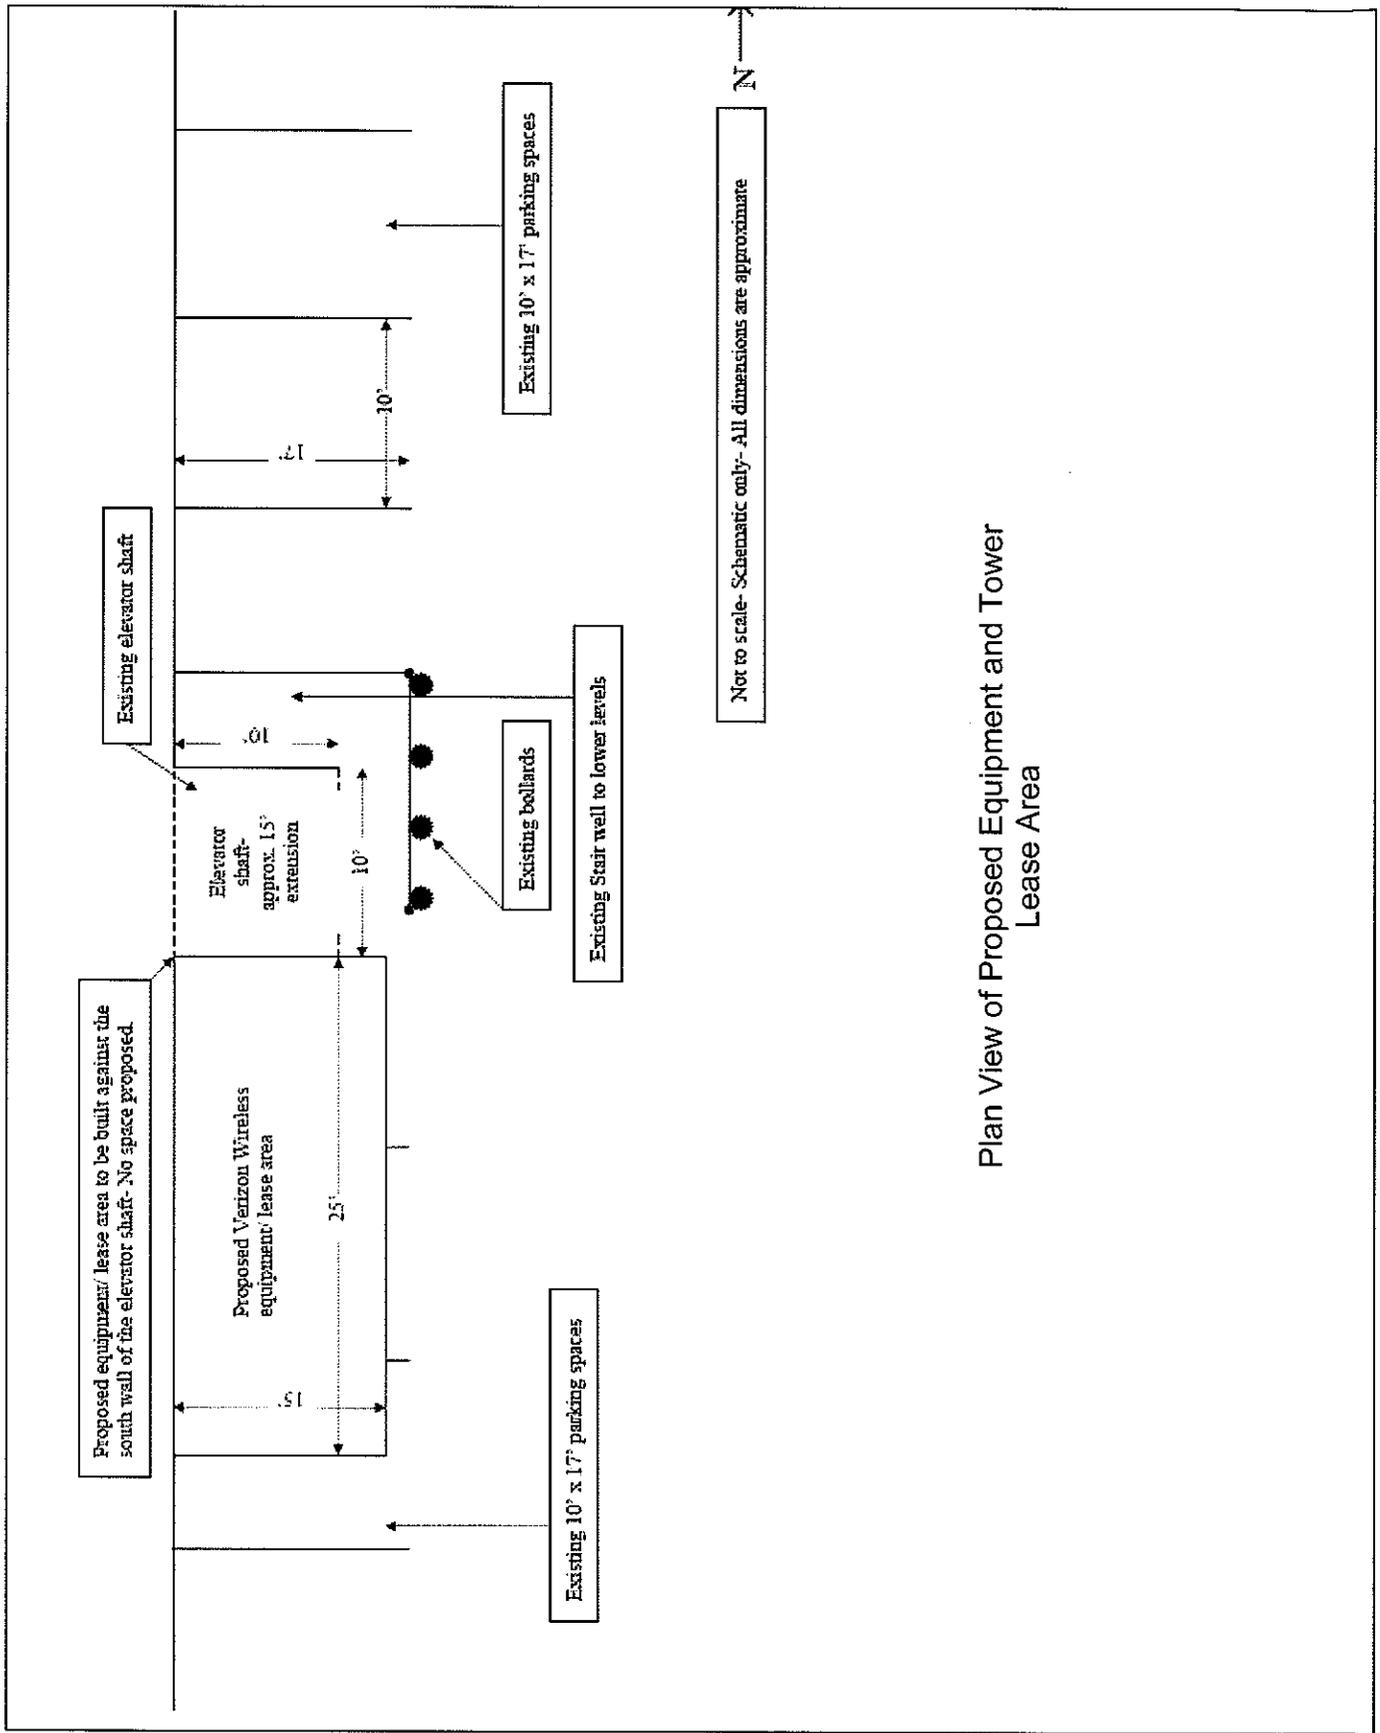 Proposed equipment/ lease area to be built against the
south wall of the elevator shaft- No space proposed.
Existing elevator shaft
Proposed Verizon Wireless
equipment/ lease area
15'
25'
Elevator
shaft-
approx. 15'
extension
10'
10'
17'
10'
Existing bollards
Existing Stair well to lower levels
Existing 10' x 17' parking spaces
Existing 10' x 17' parking spaces
Not to scale- Schematic only- All dimensions are approximate
N
Plan View of Proposed Equipment and Tower
Lease Area